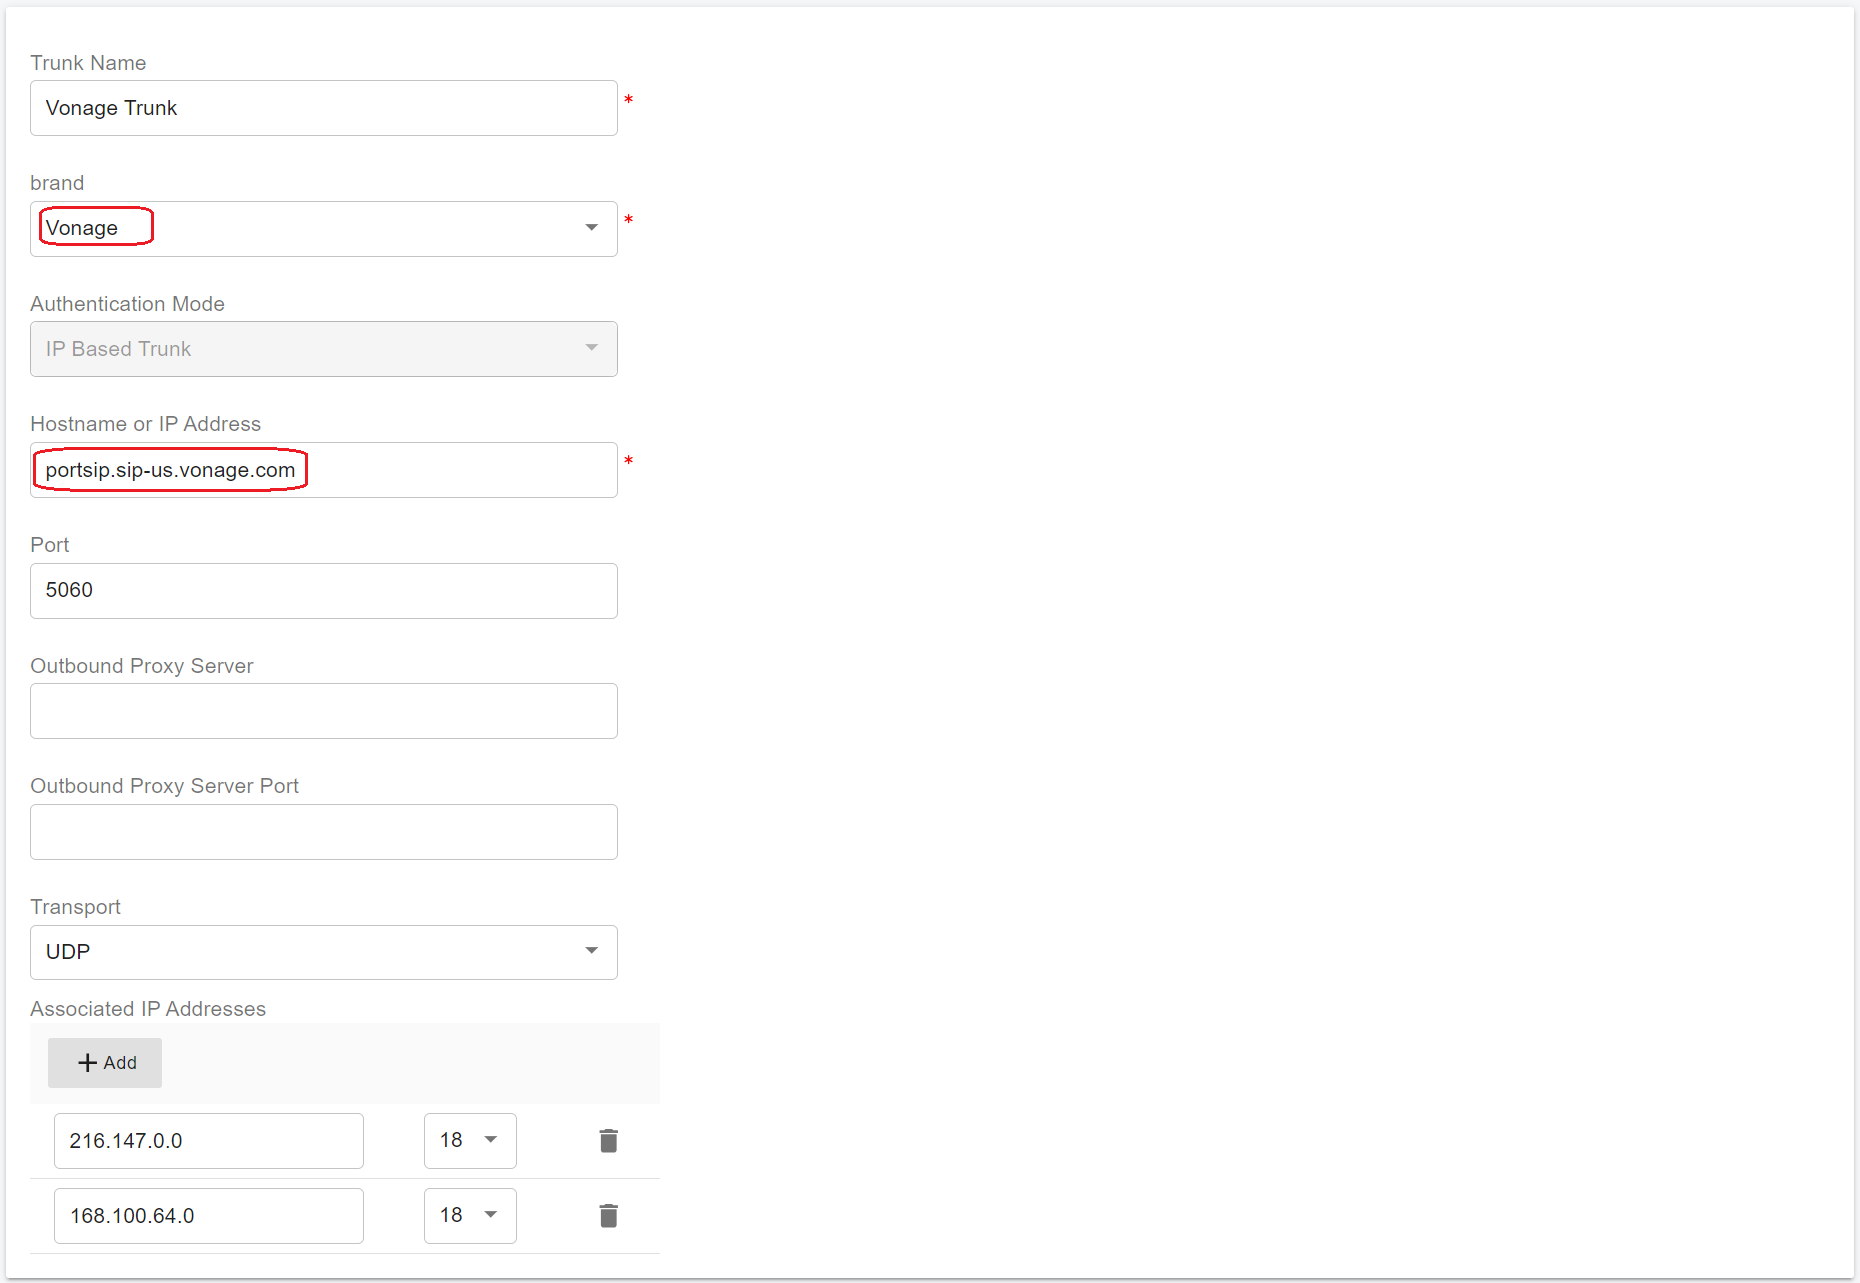 Trunk Name
Vonage Trunk
*
brand
Vonage
*
Authentication Mode
IP Based Trunk
Hostname or IP Address
portsip.sip-us.vonage.com
*
Port
5060
Outbound Proxy Server
Outbound Proxy Server Port
Transport
UDP
Associated IP Addresses
+ Add
216.147.0.0 18
168.100.64.0 18